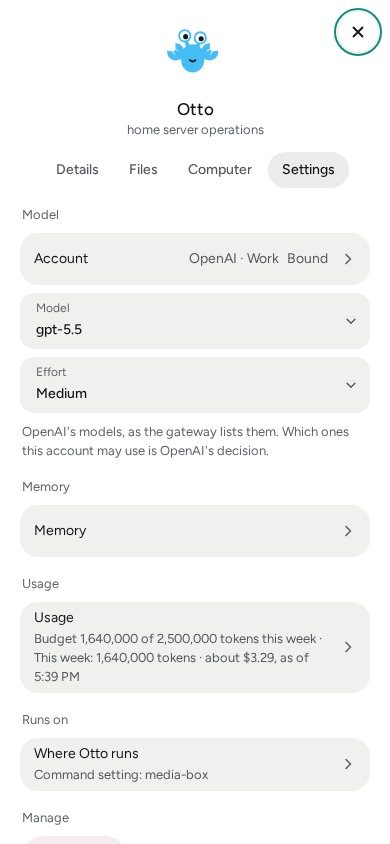 Otto
home server operations
Details Files Computer Settings
Model
Account OpenAI · Work Bound
Model
gpt-5.5
Effort
Medium
OpenAI's models, as the gateway lists them. Which ones
this account may use is OpenAI's decision.
Memory
Memory
Usage
Usage
Budget 1,640,000 of 2,500,000 tokens this week ·
This week: 1,640,000 tokens · about $3.29, as of
5:39 PM
Runs on
Where Otto runs
Command setting: media-box
Manage